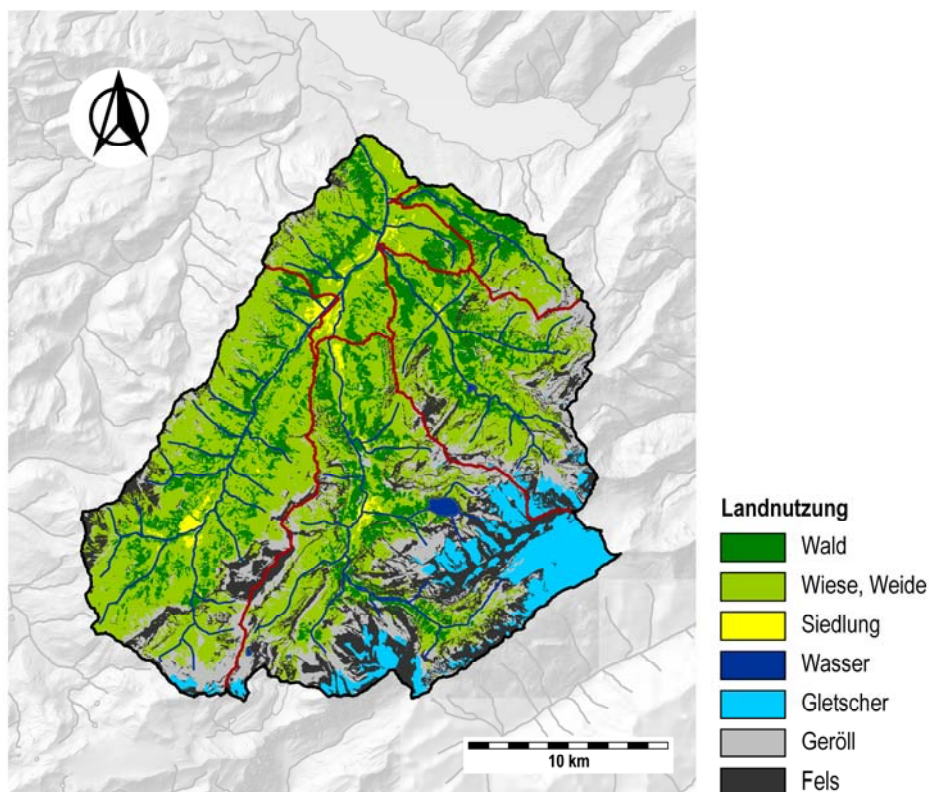 Landnutzung
Wald
Wiese, Weide
Siedlung
Wasser
Gletscher
Geröll
Fels
10 km